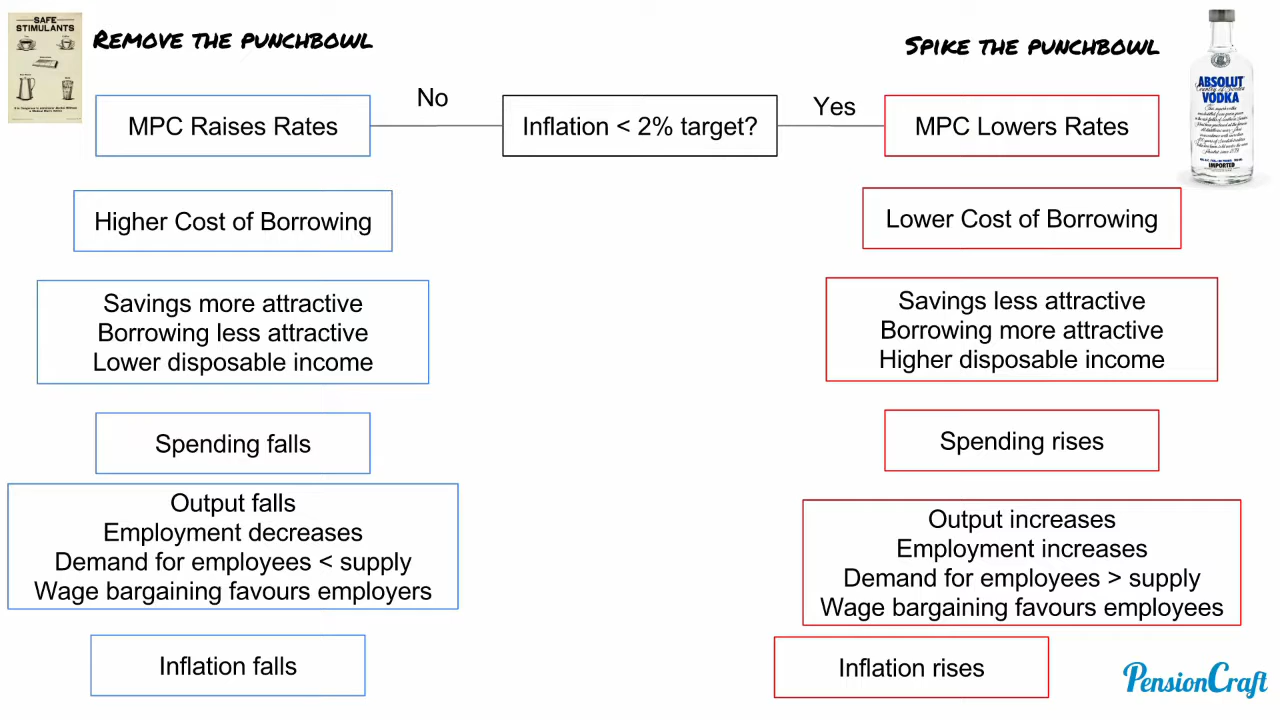 SAFE
STIMULANTS
REMOVE THE PUNCHBOWL
SPIKE THE PUNCHBOWL
ABSOLUT
Country of Sweden
VODKA
IMPORTED
No
Yes
MPC Raises Rates
Inflation < 2% target?
MPC Lowers Rates
Higher Cost of Borrowing
Lower Cost of Borrowing
Savings more attractive
Borrowing less attractive
Lower disposable income
Savings less attractive
Borrowing more attractive
Higher disposable income
Spending falls
Spending rises
Output falls
Employment decreases
Demand for employees < supply
Wage bargaining favours employers
Output increases
Employment increases
Demand for employees > supply
Wage bargaining favours employees
Inflation falls
Inflation rises
PensionCraft